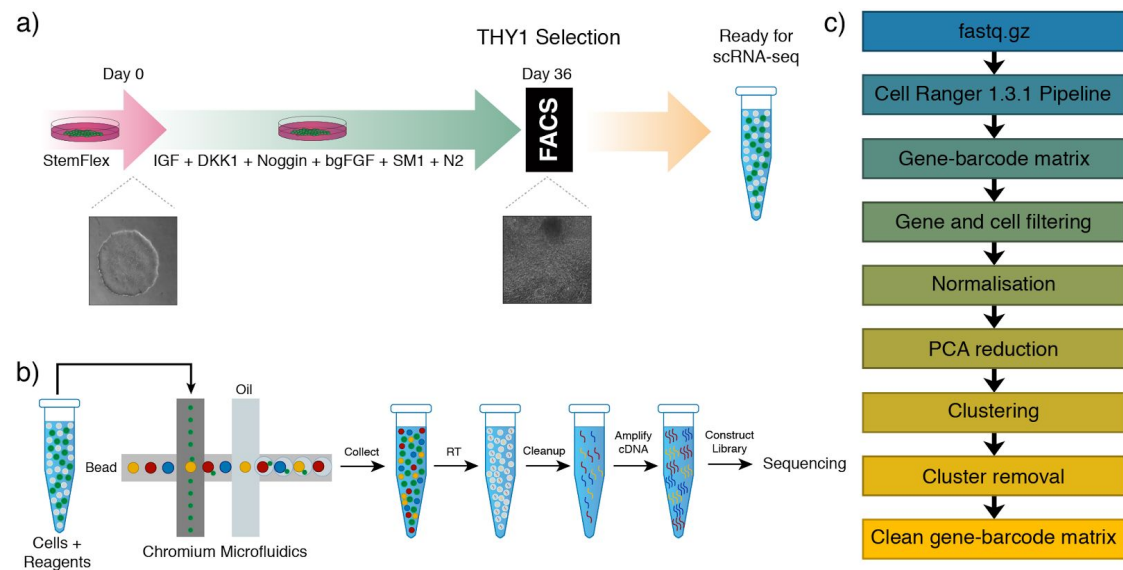 a)
THY1 Selection
Ready for
scRNA-seq
Day 0
Day 36
FACS
StemFlex
IGF + DKK1 + Noggin + bgFGF + SM1 + N2
b)
Oil
Bead
Cells +
Reagents
Chromium Microfluidics
Collect
RT
Cleanup
Amplify
cDNA
Construct
Library
Sequencing
c)
fastq.gz
Cell Ranger 1.3.1 Pipeline
Gene-barcode matrix
Gene and cell filtering
Normalisation
PCA reduction
Clustering
Cluster removal
Clean gene-barcode matrix